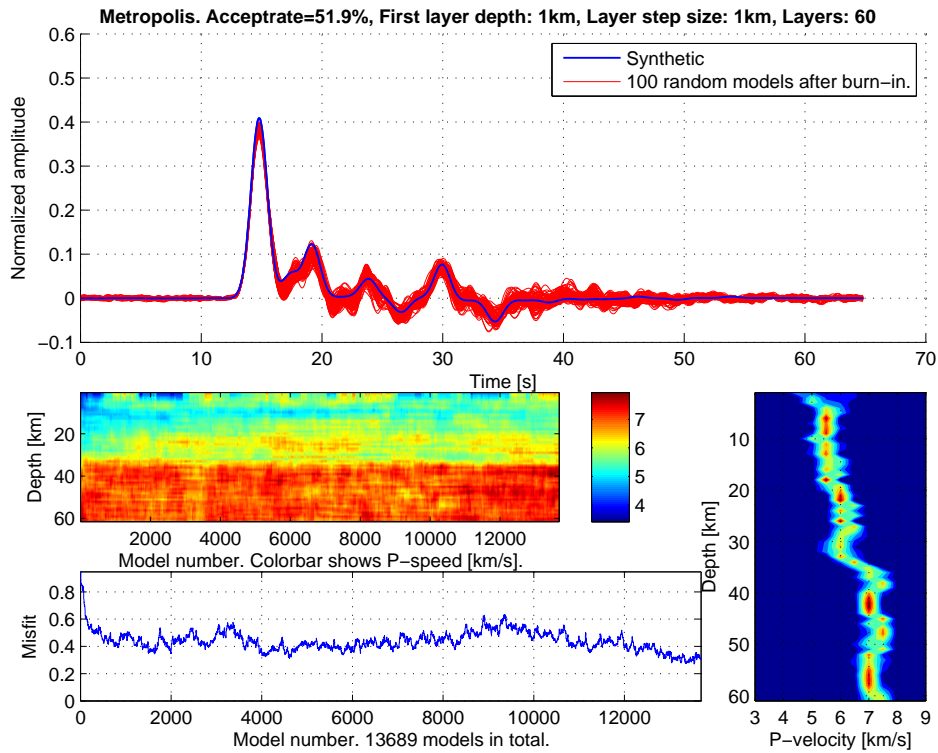 Metropolis. Acceptrate=51.9%, First layer depth: 1km, Layer step size: 1km, Layers: 60
0.6
0.5
0.4
0.3
0.2
0.1
0
−0.1
Normalized amplitude
Synthetic
100 random models after burn−in.
0 10 20 30 40 50 60 70
Time [s]
20
40
60
Depth [km]
2000 4000 6000 8000 10000 12000
Model number. Colorbar shows P−speed [km/s].
7
6
5
4
0.8
0.6
0.4
0.2
0
Misfit
0 2000 4000 6000 8000 10000 12000
Model number. 13689 models in total.
10
20
30
40
50
60
Depth [km]
3 4 5 6 7 8 9
P−velocity [km/s]